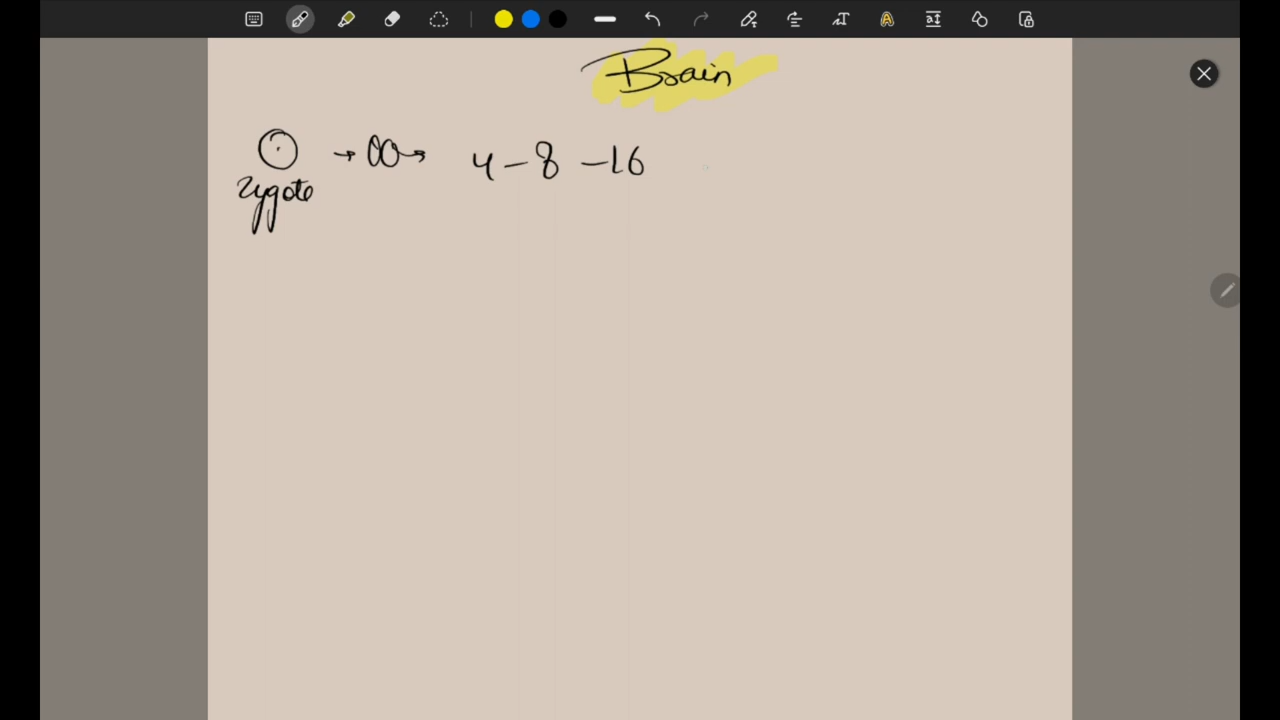 Brain
→ → 4 – 8 – 16
Zygote